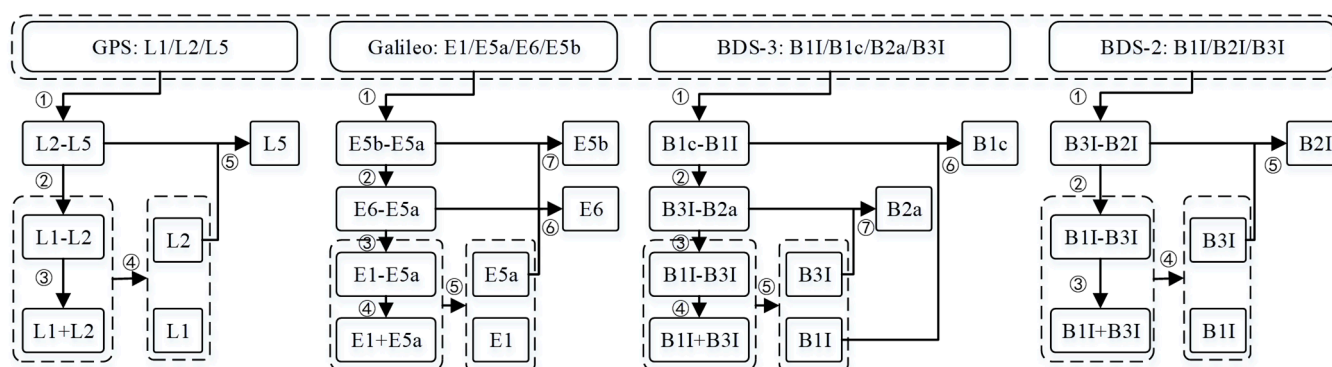 GPS: L1/L2/L5
Galileo: E1/E5a/E6/E5b
BDS-3: B1I/B1c/B2a/B3I
BDS-2: B1I/B2I/B3I
①
①
①
①
L2-L5
L5
E5b-E5a
E5b
B1c-B1I
B1c
B3I-B2I
B2I
⑤
⑦
⑥
⑤
②
②
②
②
E6-E5a
E6
B3I-B2a
B2a
⑥
⑦
L1-L2
L2
③
③
B1I-B3I
B3I
④
④
E1-E5a
E5a
B1I-B3I
B3I
③
⑤
⑤
③
④
④
L1+L2
L1
E1+E5a
E1
B1I+B3I
B1I
B1I+B3I
B1I